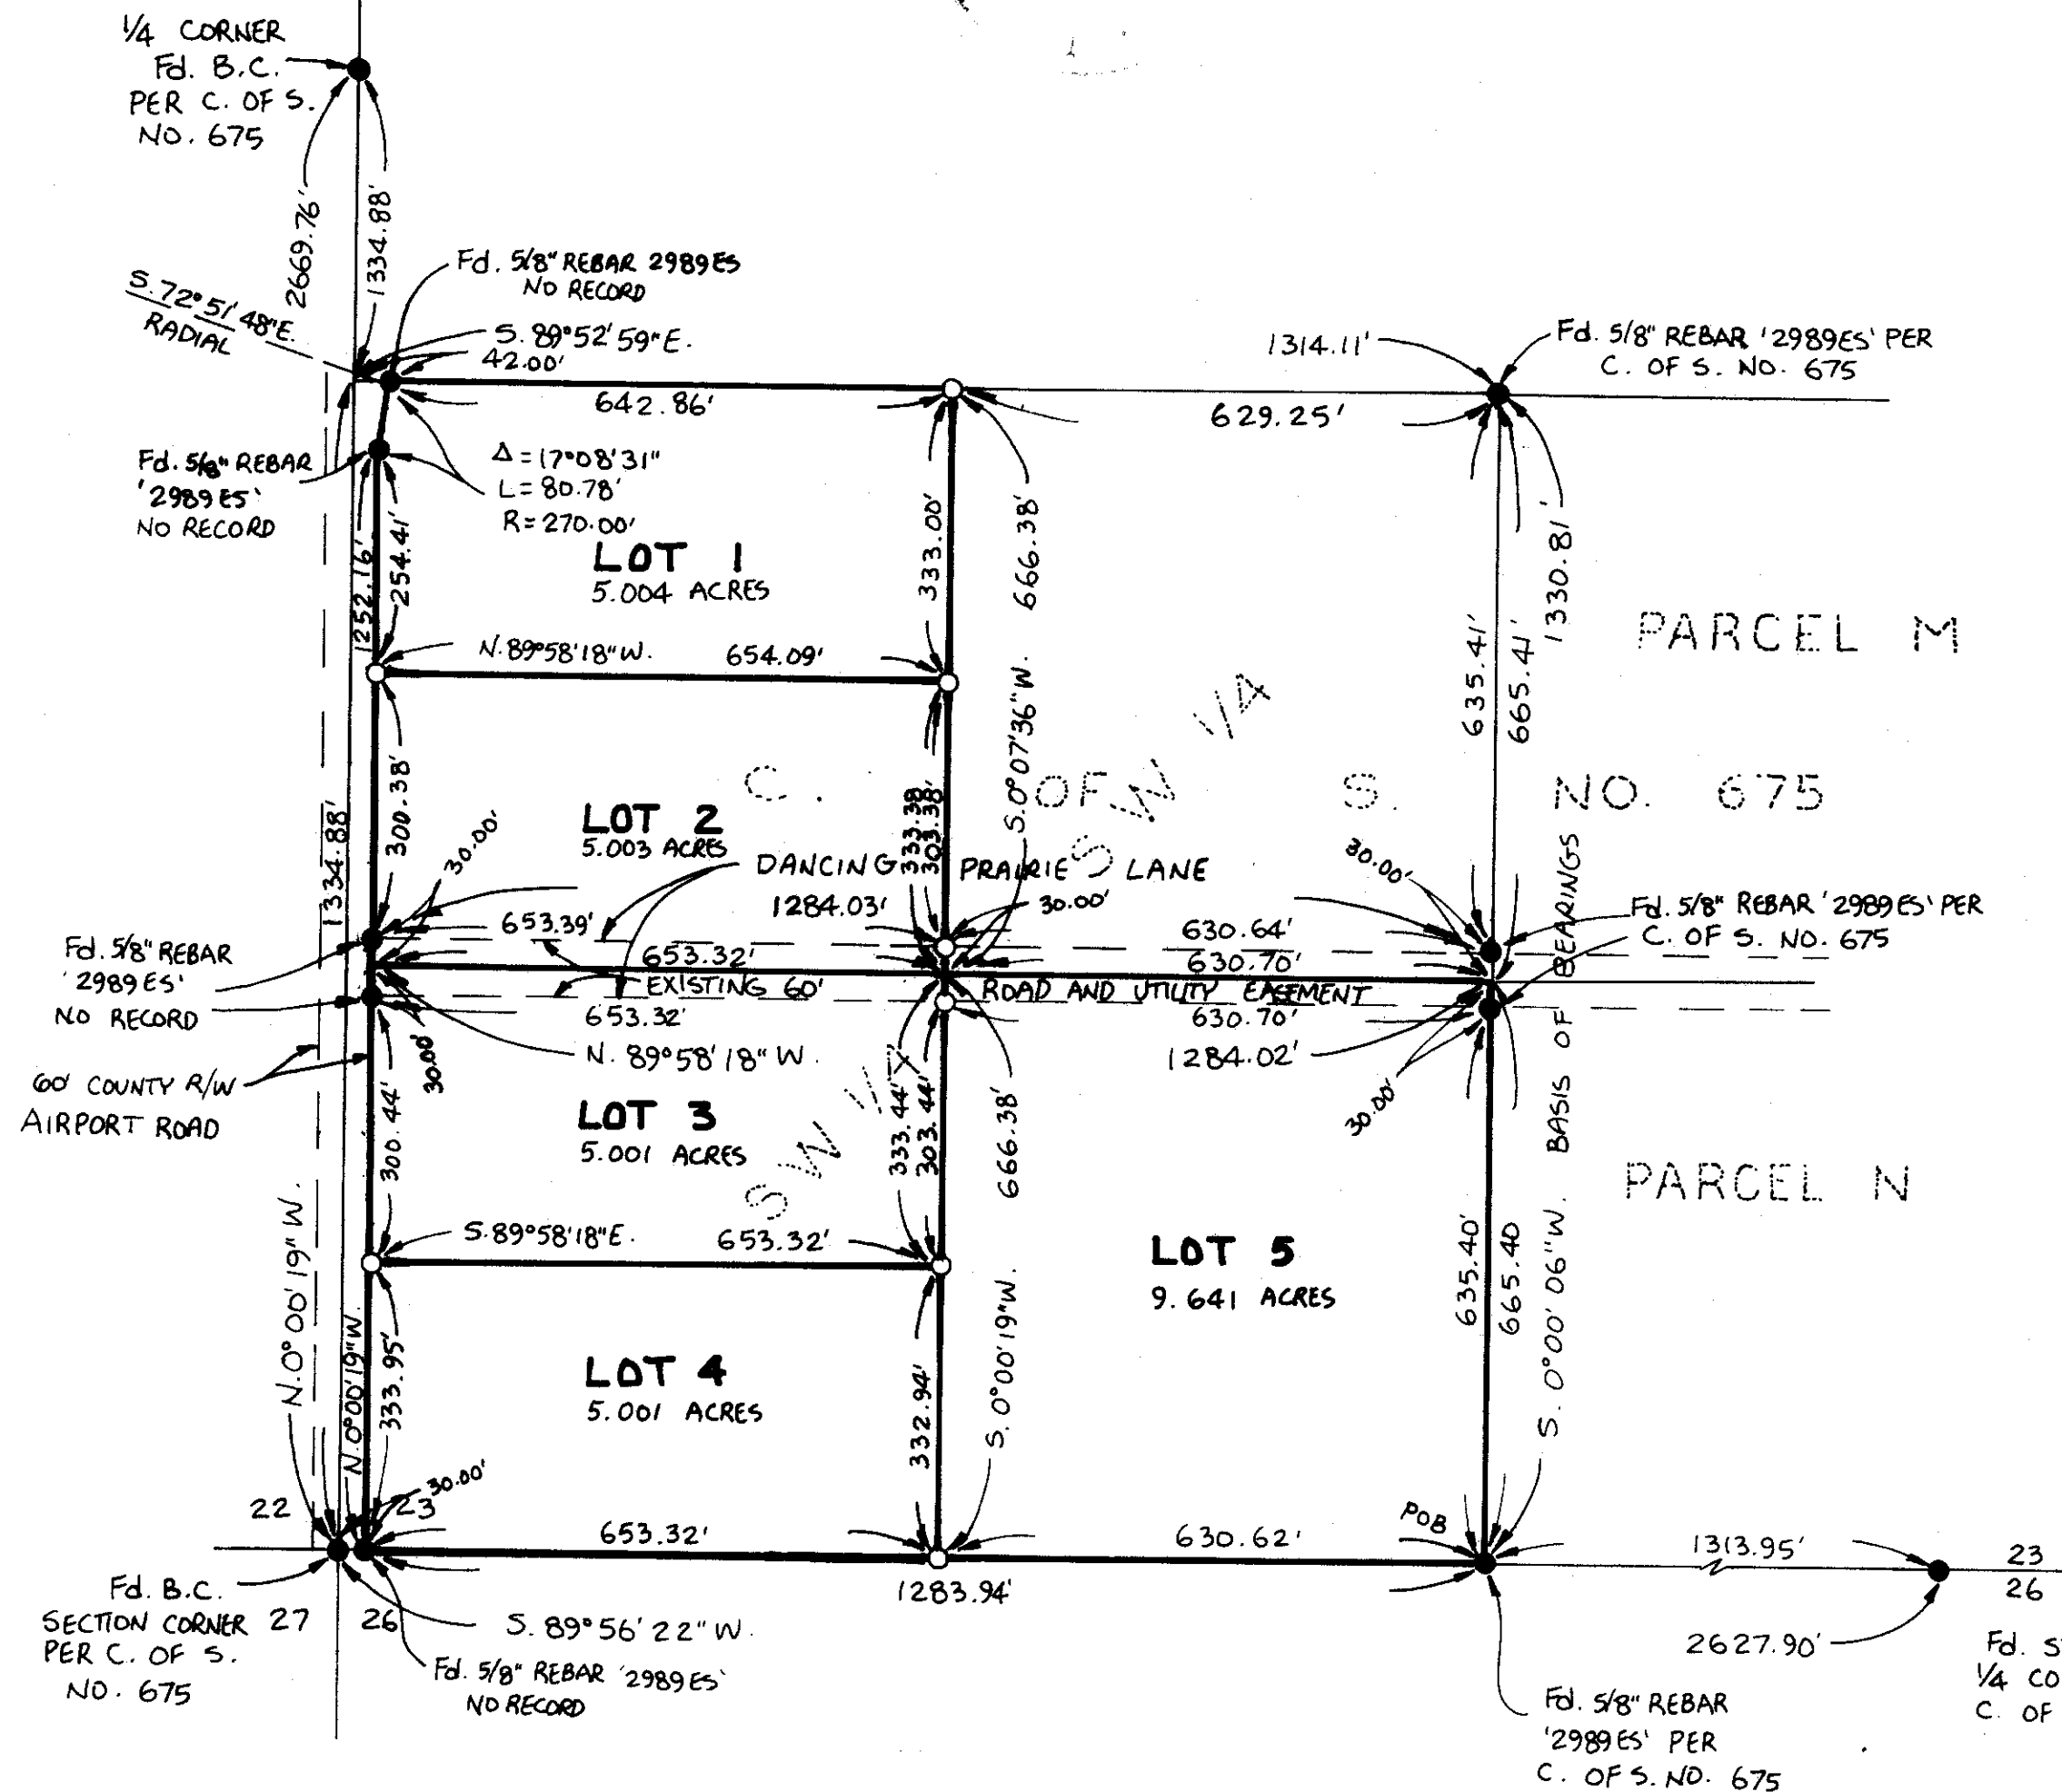 1/4 CORNER
Fd. B.C.
PER C. OF S.
NO. 675
2669.76'
1334.88'
S.72°51'48"E.
RADIAL
Fd. 5/8" REBAR 2989ES
NO RECORD
S. 89°52'59"E.
42.00'
642.86'
1314.11'
629.25'
Fd. 5/8" REBAR '2989ES' PER
C. OF S. NO. 675
Fd. 5/8" REBAR
'2989ES'
NO RECORD
Δ = 17°08'31"
L = 80.78'
R = 270.00'
1252.16'
254.41'
LOT 1
5.004 ACRES
333.00'
666.38'
635.41'
665.41'
1330.81'
PARCEL M
N. 89°58'18"W.
654.09'
300.38'
1334.88'
30.00'
LOT 2
5.003 ACRES
333.38
303.38'
S.0°07'36"W.
C. OF S. NO. 675
SW 1/4
SW 1/4
DANCING PRAIRIE LANE
1284.03'
30.00'
30.00'
653.39'
630.64'
Fd. 5/8" REBAR '2989ES' PER
C. OF S. NO. 675
Fd. 5/8" REBAR
'2989ES'
NO RECORD
653.32'
630.70'
EXISTING 60' ROAD AND UTILITY EASEMENT
653.32'
630.70'
N. 89°58'18" W.
1284.02'
30.00'
30.00'
60' COUNTY R/W
AIRPORT ROAD
300.44'
LOT 3
5.001 ACRES
333.44'
303.44'
666.38'
PARCEL N
S.89°58'18"E.
653.32'
LOT 5
9.641 ACRES
635.40'
665.40
S. 0°00'06"W. BASIS OF BEARINGS
N.0°00'19"W.
N.0°00'19"W.
333.95'
LOT 4
5.001 ACRES
332.94'
S.0°00'19"W.
30.00'
22
23
653.32'
630.62'
POB
1313.95'
23
26
1283.94'
Fd. B.C.
SECTION CORNER
PER C. OF S.
NO. 675
27
26
S. 89°56'22" W.
Fd. 5/8" REBAR '2989ES'
NO RECORD
2627.90'
Fd. 5/8" REBAR
'2989ES' PER
C. OF S. NO. 675
Fd. S
1/4 CO
C. OF